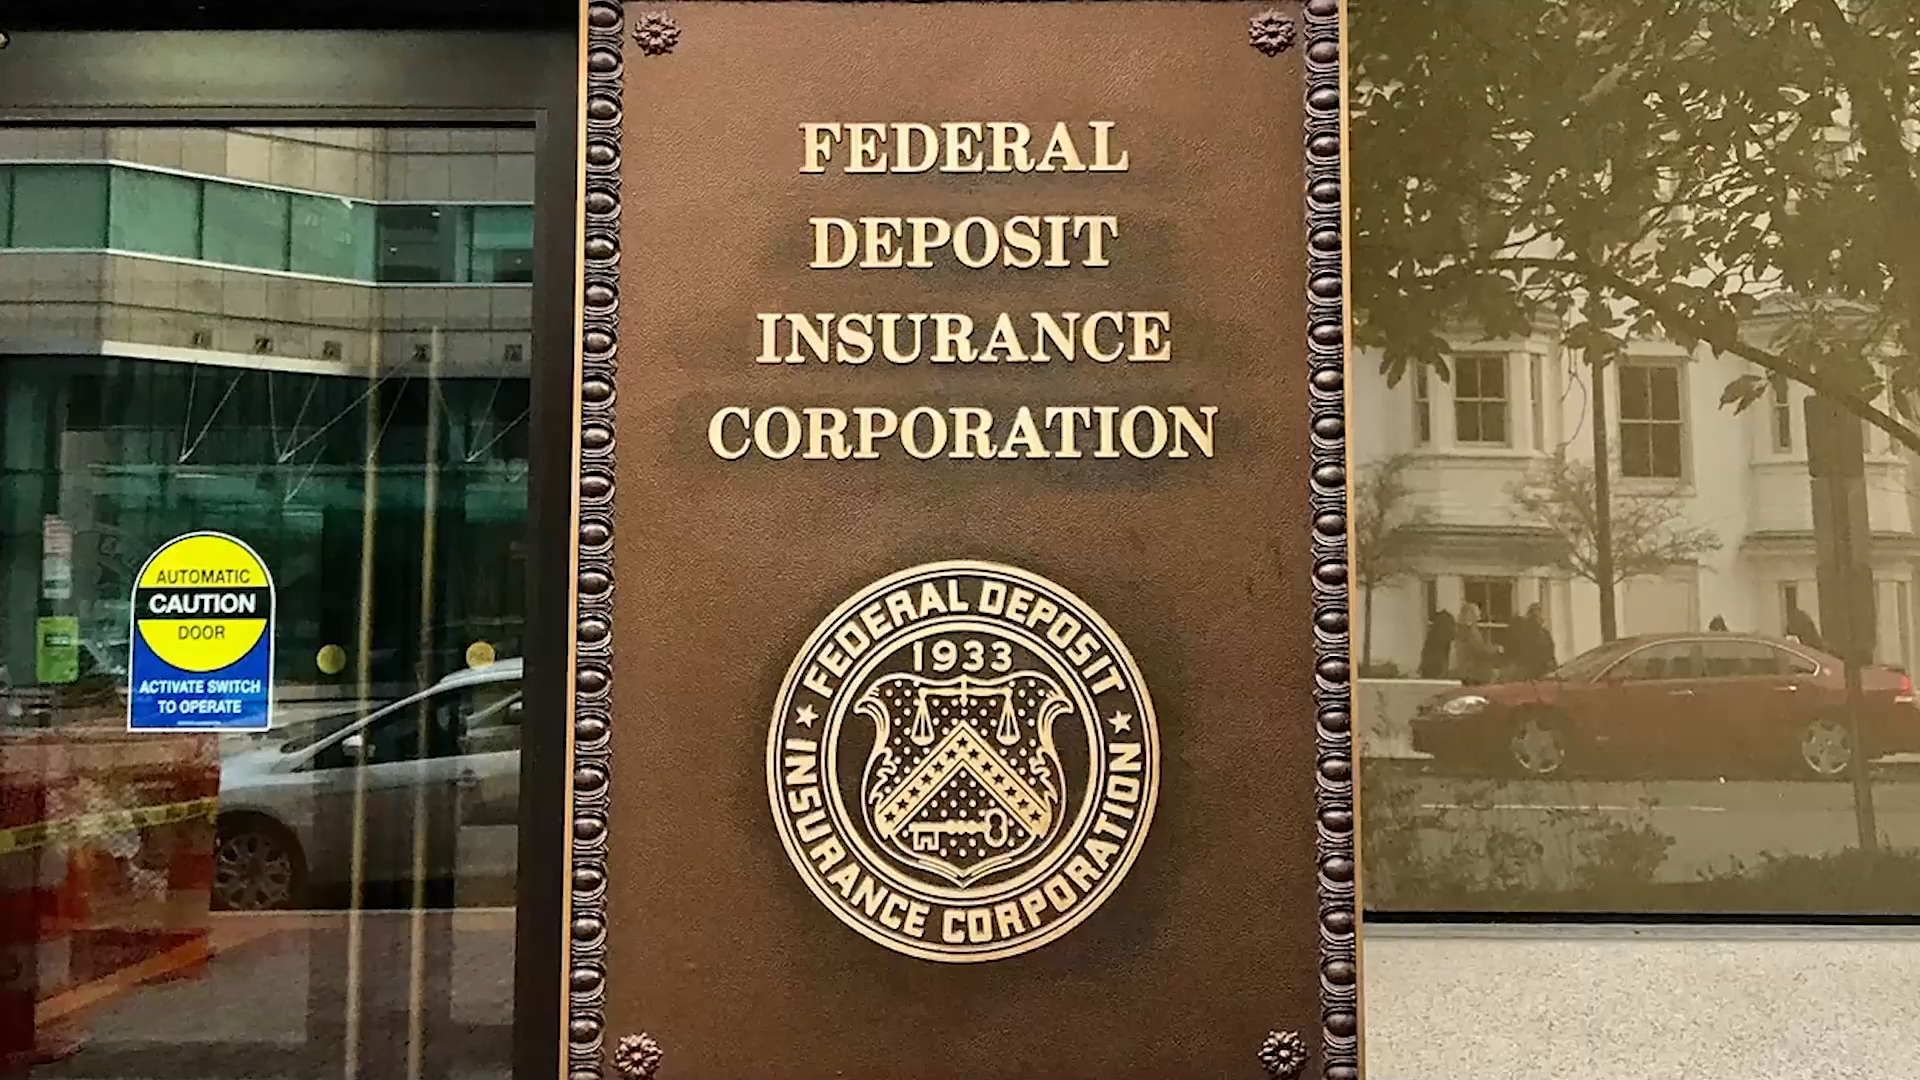 FEDERAL
DEPOSIT
INSURANCE
CORPORATION
FEDERAL DEPOSIT
1933
INSURANCE CORPORATION
AUTOMATIC
CAUTION
DOOR
ACTIVATE SWITCH
TO OPERATE